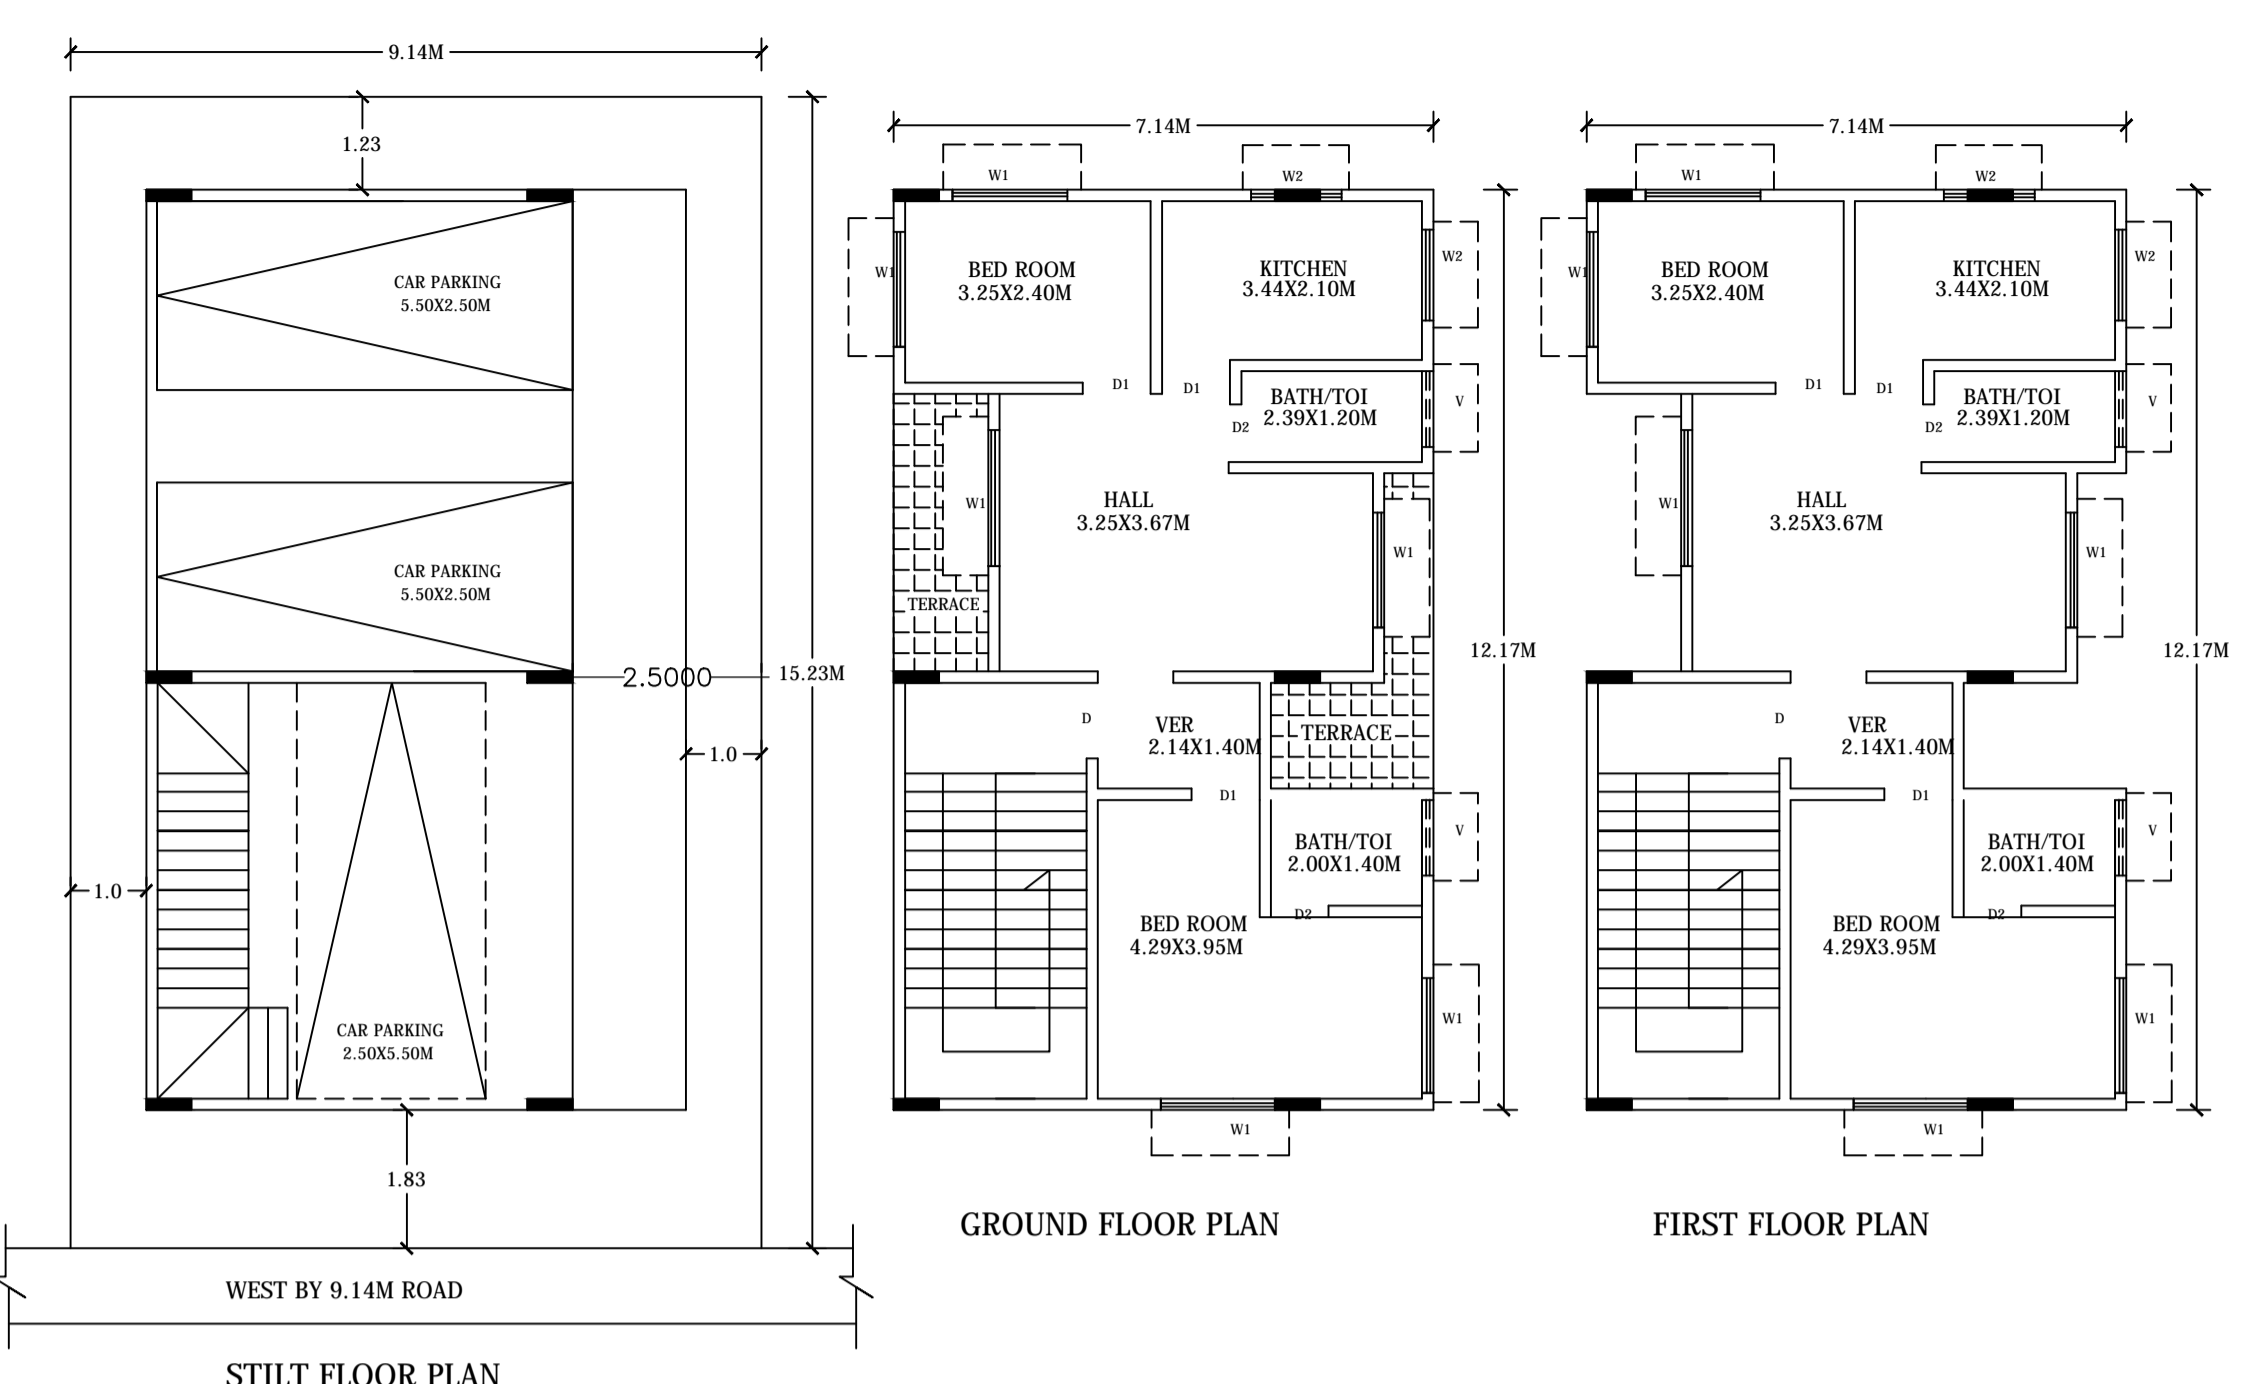 9.14M
1.23
CAR PARKING
5.50X2.50M
CAR PARKING
5.50X2.50M
2.5000
15.23M
1.0
1.0
CAR PARKING
2.50X5.50M
1.83
WEST BY 9.14M ROAD
STILT FLOOR PLAN
7.14M
W1
W2
W1
BED ROOM
3.25X2.40M
KITCHEN
3.44X2.10M
W2
D1
D1
BATH/TOI
2.39X1.20M
V
D2
W1
HALL
3.25X3.67M
W1
TERRACE
12.17M
D
VER
2.14X1.40M
TERRACE
D1
V
BATH/TOI
2.00X1.40M
D2
BED ROOM
4.29X3.95M
W1
W1
GROUND FLOOR PLAN
7.14M
W1
W2
W1
BED ROOM
3.25X2.40M
KITCHEN
3.44X2.10M
W2
D1
D1
BATH/TOI
2.39X1.20M
V
D2
W1
HALL
3.25X3.67M
W1
12.17M
D
VER
2.14X1.40M
D1
V
BATH/TOI
2.00X1.40M
D2
BED ROOM
4.29X3.95M
W1
W1
FIRST FLOOR PLAN